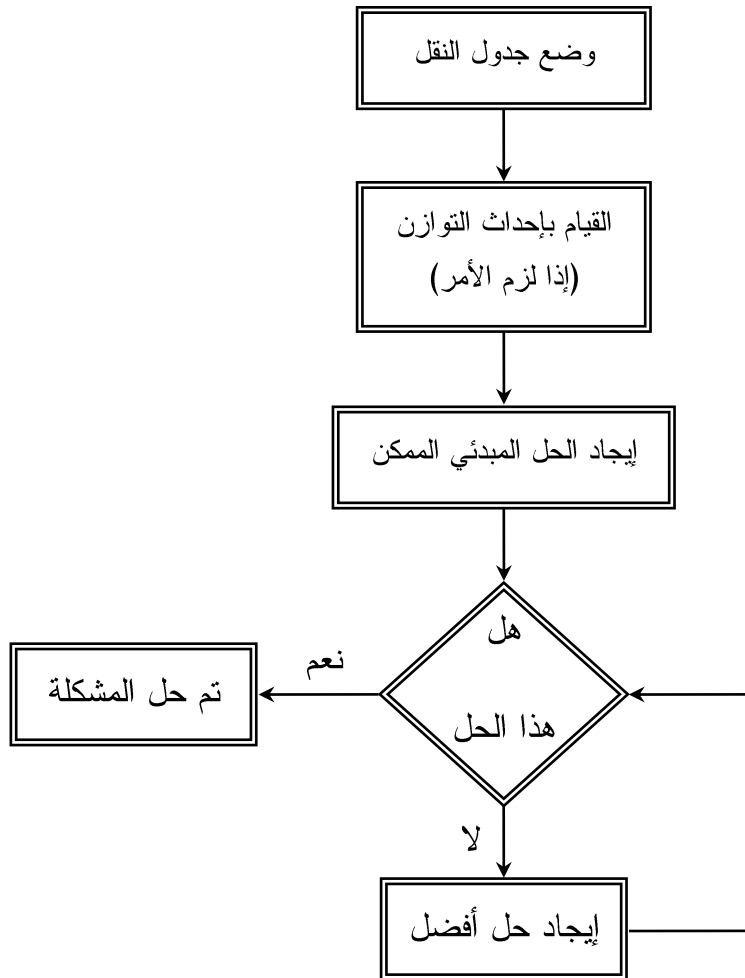 وضع جدول النقل
القيام بإحداث التوازن
(إذا لزم الأمر)
إيجاد الحل المبدئي الممكن
هل
هذا الحل
نعم
تم حل المشكلة
لا
إيجاد حل أفضل